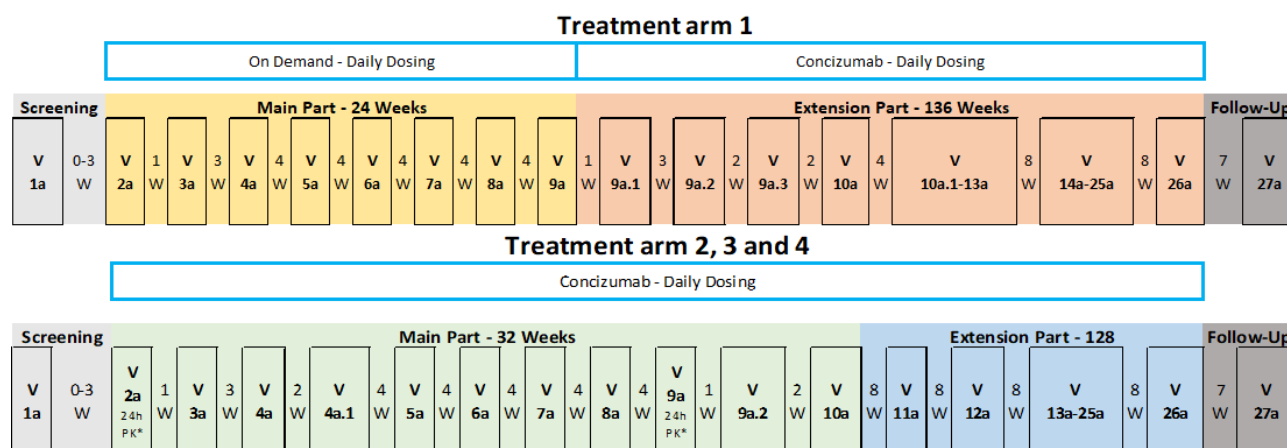 Treatment arm 1
On Demand - Daily Dosing Concizumab - Daily Dosing
Screening Main Part - 24 Weeks Extension Part - 136 Weeks Follow-Up
V 0-3 V 1 V 3 V 4 V 4 V 4 V 4 V 4 V 1 V 3 V 2 V 2 V 4 V 8 V 8 V 7 V
1a W 2a W 3a W 4a W 5a W 6a W 7a W 8a W 9a W 9a.1 W 9a.2 W 9a.3 W 10a W 10a.1-13a W 14a-25a W 26a W 27a
Treatment arm 2, 3 and 4
Concizumab - Daily Dosing
Screening Main Part - 32 Weeks Extension Part - 128 Follow-Up
V 0-3 V 1 V 3 V 2 V 4 V 4 V 4 V 4 V 4 V 1 V 2 V 8 V 8 V 8 V 8 V 7 V
1a W 2a W 3a W 4a W 4a.1 W 5a W 6a W 7a W 8a W 9a W 9a.2 W 10a W 11a W 12a W 13a-25a W 26a W 27a
24h 24h
PK* PK*